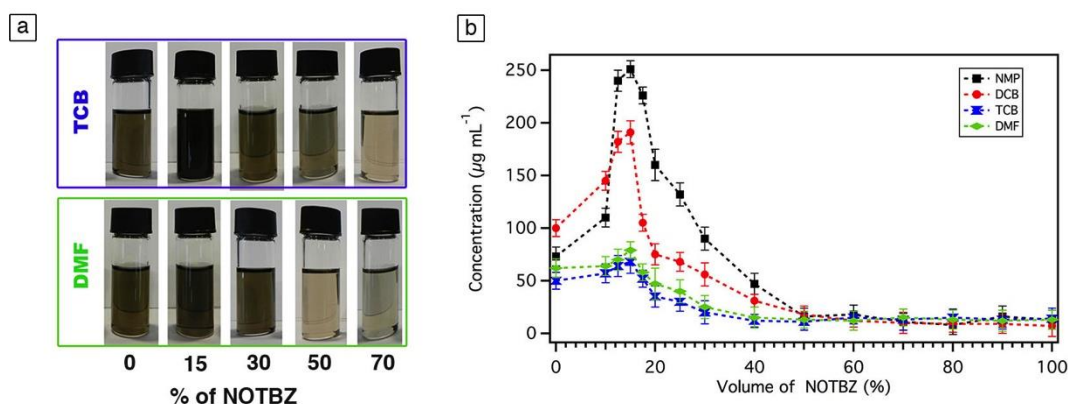 a
TCB
DMF
0 15 30 50 70
% of NOTBZ
b
250
200
150
100
50
0
Concentration (µg mL⁻¹)
NMP
DCB
TCB
DMF
0 20 40 60 80 100
Volume of NOTBZ (%)